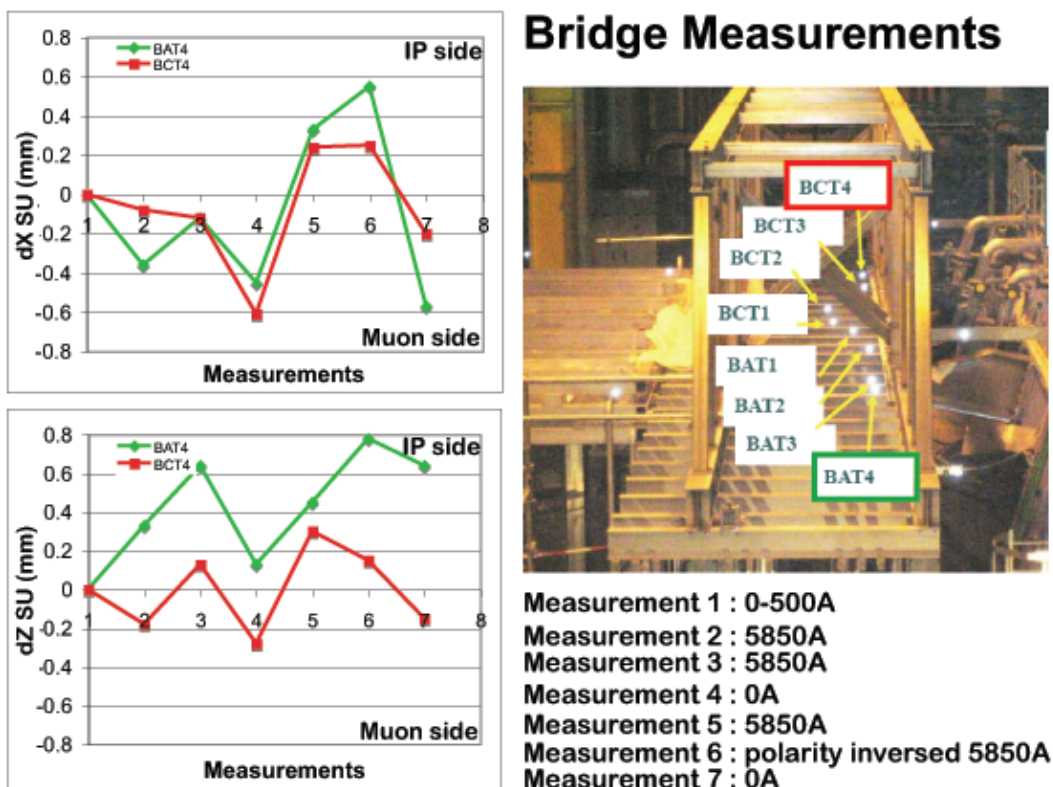 Bridge Measurements
0.8
0.6
0.4
0.2
0
-0.2
-0.4
-0.6
-0.8
dX SU (mm)
BAT4
BCT4
IP side
1 2 3 4 5 6 7 8
Muon side
Measurements
0.8
0.6
0.4
0.2
0
-0.2
-0.4
-0.6
-0.8
dZ SU (mm)
BAT4
BCT4
IP side
1 2 3 4 5 6 7 8
Muon side
Measurements
BCT4
BCT3
BCT2
BCT1
BAT1
BAT2
BAT3
BAT4
Measurement 1 : 0-500A
Measurement 2 : 5850A
Measurement 3 : 5850A
Measurement 4 : 0A
Measurement 5 : 5850A
Measurement 6 : polarity inversed 5850A
Measurement 7 : 0A